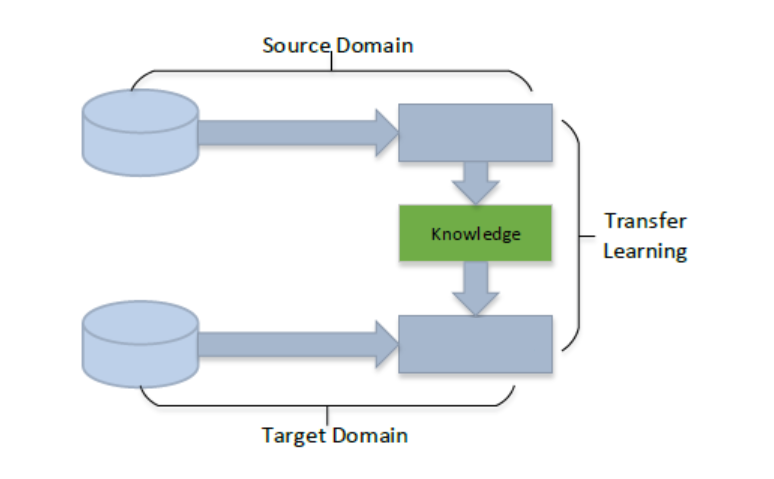 Source Domain
Knowledge
Transfer
Learning
Target Domain